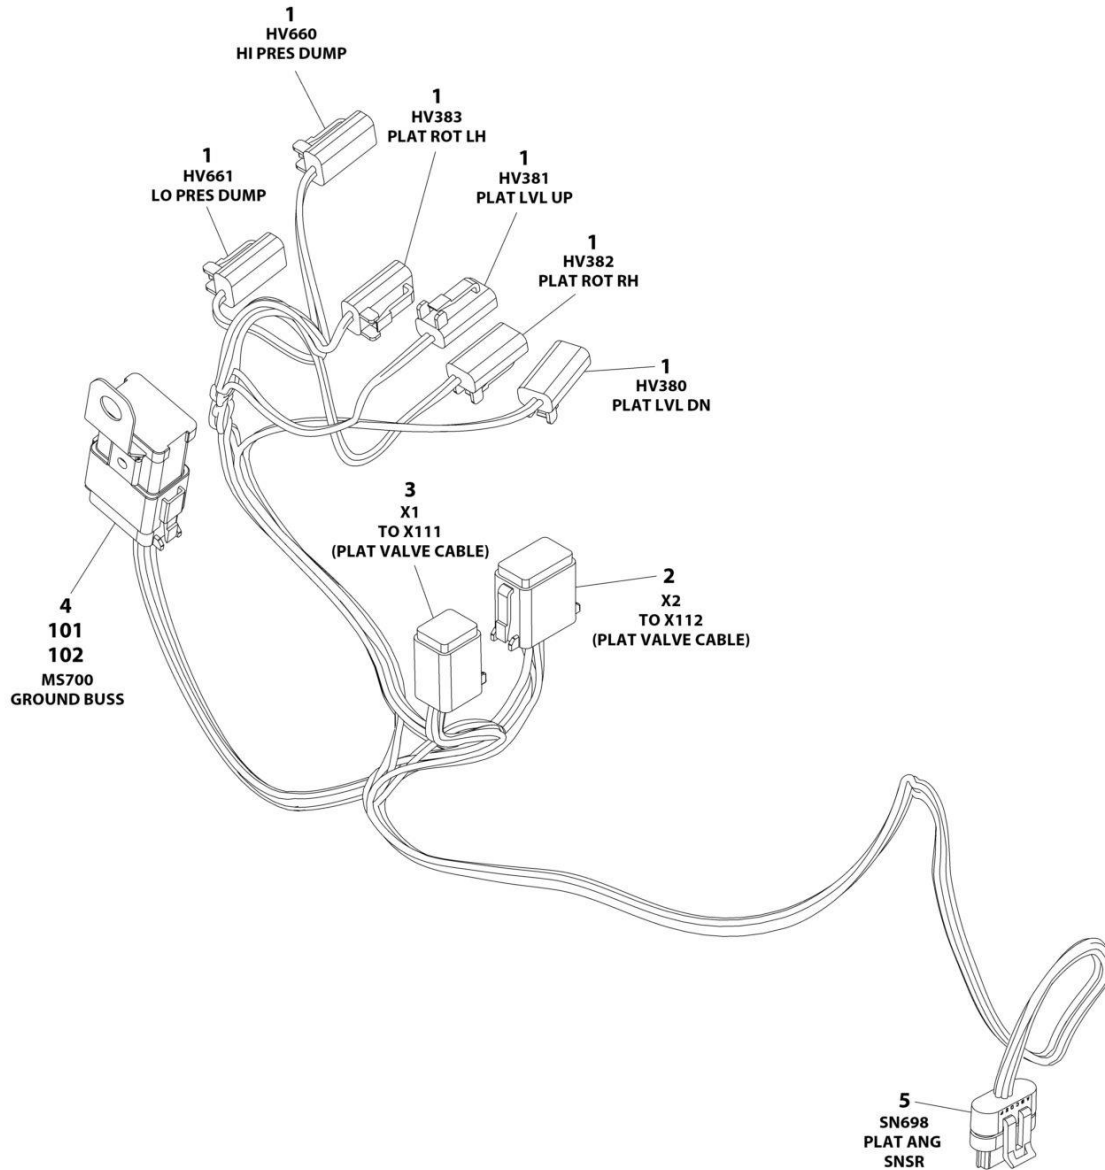 1
HV660
HI PRES DUMP
1
HV383
PLAT ROT LH
1
HV661
LO PRES DUMP
1
HV381
PLAT LVL UP
1
HV382
PLAT ROT RH
1
HV380
PLAT LVL DN
3
X1
TO X111
(PLAT VALVE CABLE)
2
X2
TO X112
(PLAT VALVE CABLE)
4
101
102
MS700
GROUND BUSS
5
SN698
PLAT ANG
SNSR